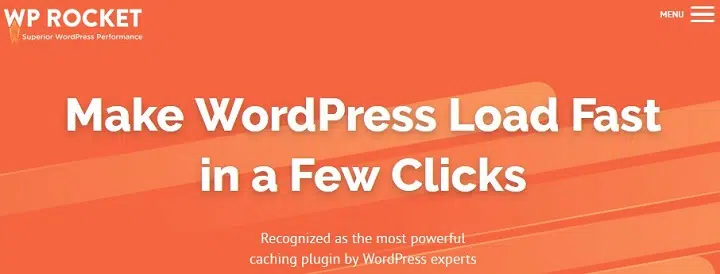 WP ROCKET
Superior WordPress Performance
MENU
Make WordPress Load Fast
in a Few Clicks
Recognized as the most powerful
caching plugin by WordPress experts